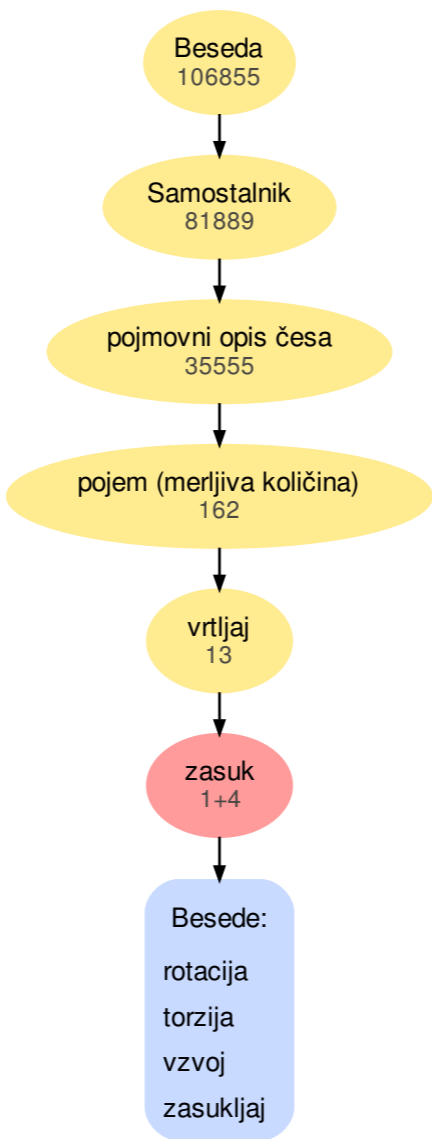 Beseda
106855
Samostalnik
81889
pojmovni opis česa
35555
pojem (merljiva količina)
162
vrtljaj
13
zasuk
1+4
Besede:
rotacija
torzija
vzvoj
zasukljaj